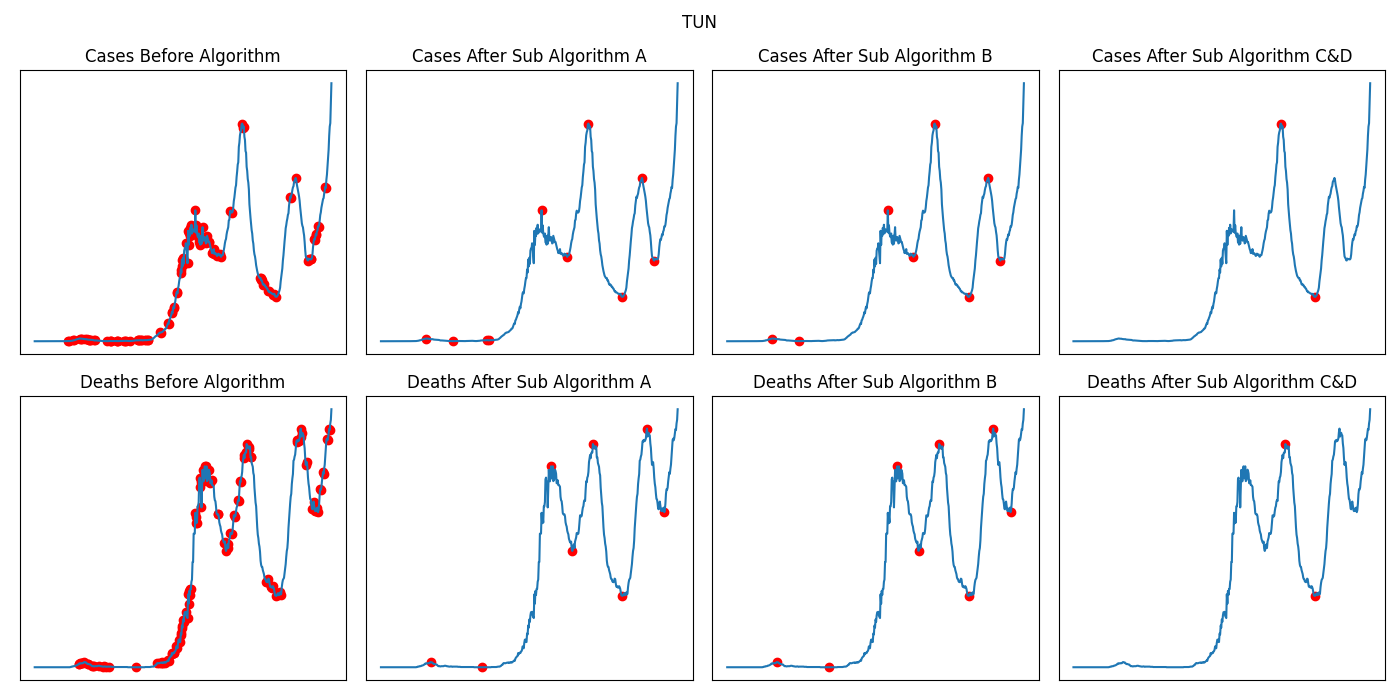 TUN
Cases Before Algorithm
Cases After Sub Algorithm A
Cases After Sub Algorithm B
Cases After Sub Algorithm C&D
Deaths Before Algorithm
Deaths After Sub Algorithm A
Deaths After Sub Algorithm B
Deaths After Sub Algorithm C&D